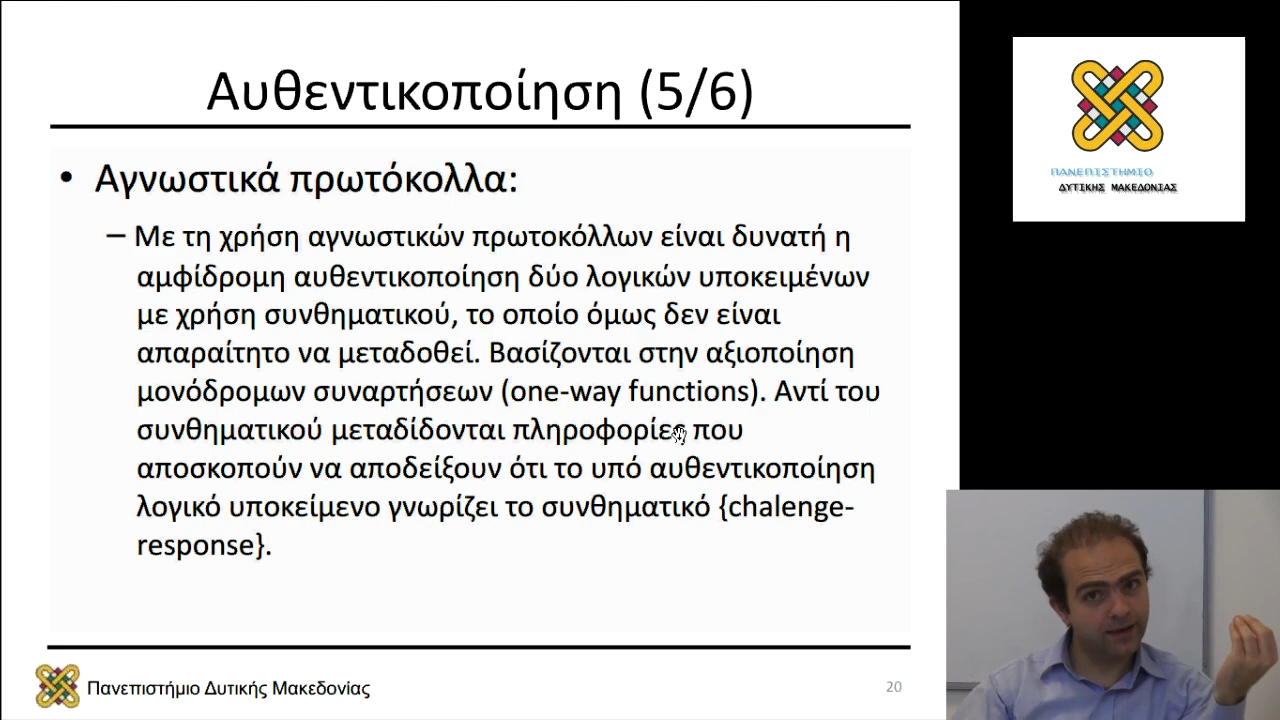 Αυθεντικοποίηση (5/6)
• Αγνωστικά πρωτόκολλα:
– Με τη χρήση αγνωστικών πρωτοκόλλων είναι δυνατή η
αμφίδρομη αυθεντικοποίηση δύο λογικών υποκειμένων
με χρήση συνθηματικού, το οποίο όμως δεν είναι
απαραίτητο να μεταδοθεί. Βασίζονται στην αξιοποίηση
μονόδρομων συναρτήσεων (one-way functions). Αντί του
συνθηματικού μεταδίδονται πληροφορίες που
αποσκοπούν να αποδείξουν ότι το υπό αυθεντικοποίηση
λογικό υποκείμενο γνωρίζει το συνθηματικό {chalenge-
response}.
Πανεπιστήμιο Δυτικής Μακεδονίας
20
ΠΑΝΕΠΙΣΤΗΜΙΟ
ΔΥΤΙΚΗΣ ΜΑΚΕΔΟΝΙΑΣ